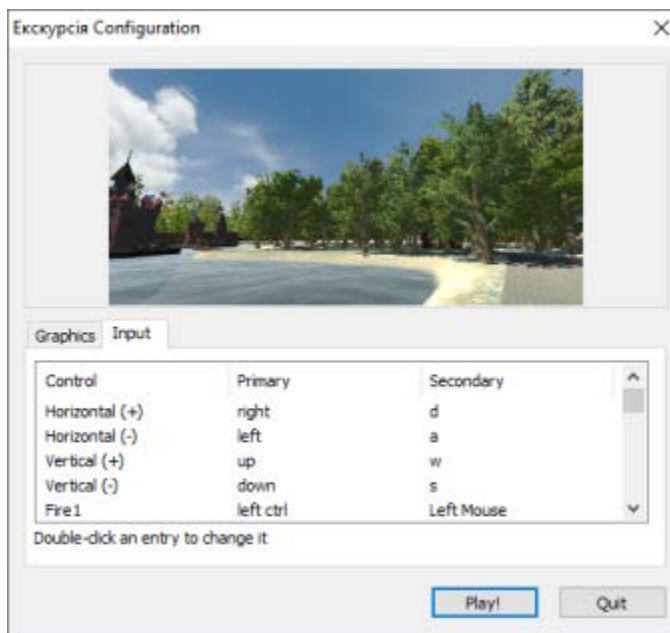 Екскурсія Configuration
Graphics Input
Control Primary Secondary
Horizontal (+) right d
Horizontal (-) left a
Vertical (+) up w
Vertical (-) down s
Fire1 left ctrl Left Mouse
Double-click an entry to change it
Play! Quit